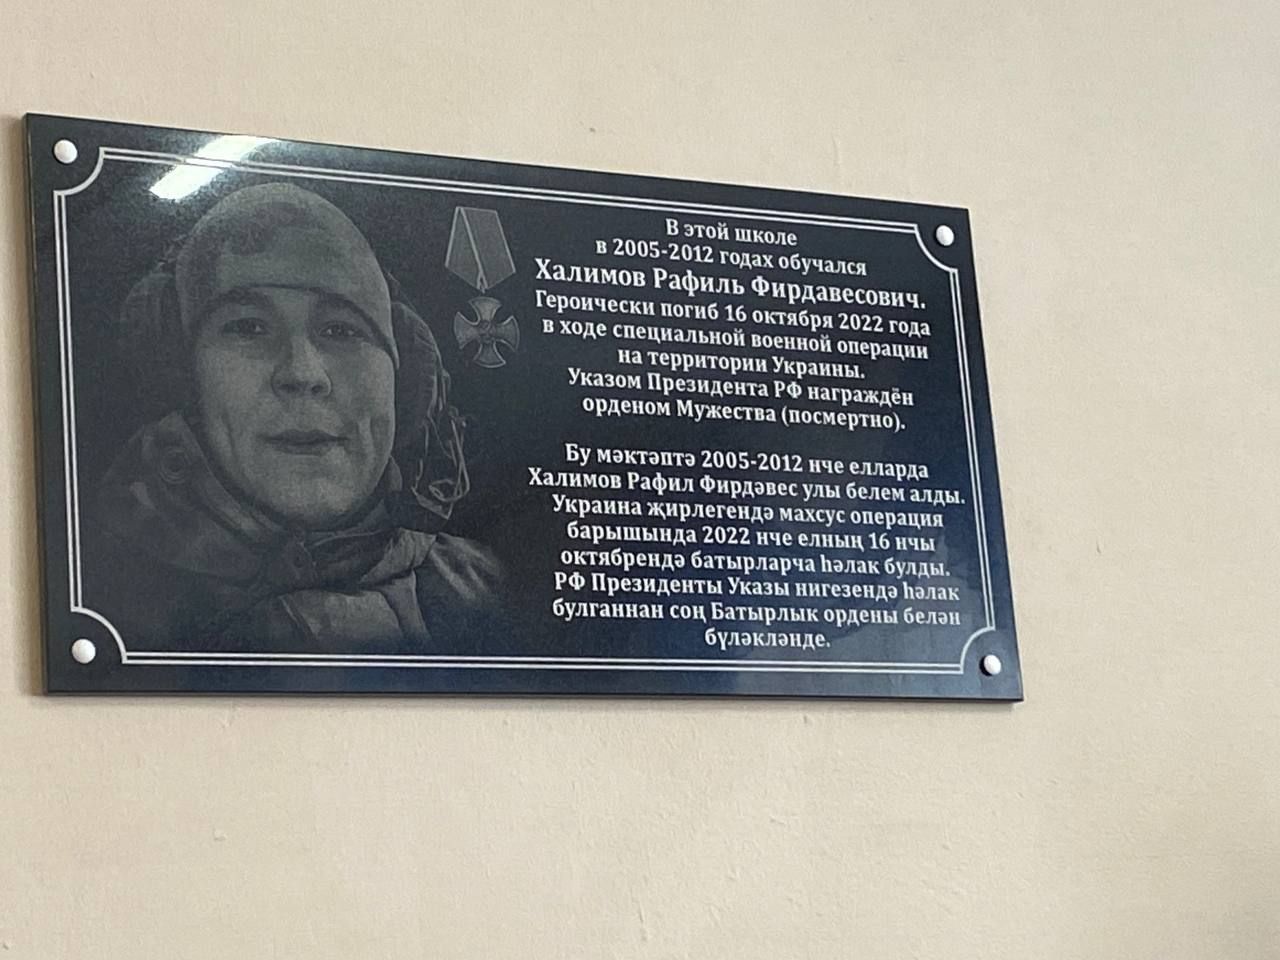 В этой школе
в 2005-2012 годах обучался
Халимов Рафиль Фирдавесович.
Героически погиб 16 октября 2022 года
в ходе специальной военной операции
на территории Украины.
Указом Президента РФ награждён
орденом Мужества (посмертно).
Бу мәктәптә 2005-2012 нче елларда
Халимов Рафил Фирдәвес улы белем алды.
Украина җирлегендә махсус операция
барышында 2022 нче елның 16 нчы
октябрендә батырларча һәлак булды.
РФ Президенты Указы нигезендә һәлак
булганнан соң Батырлык ордены белән
бүләкләнде.